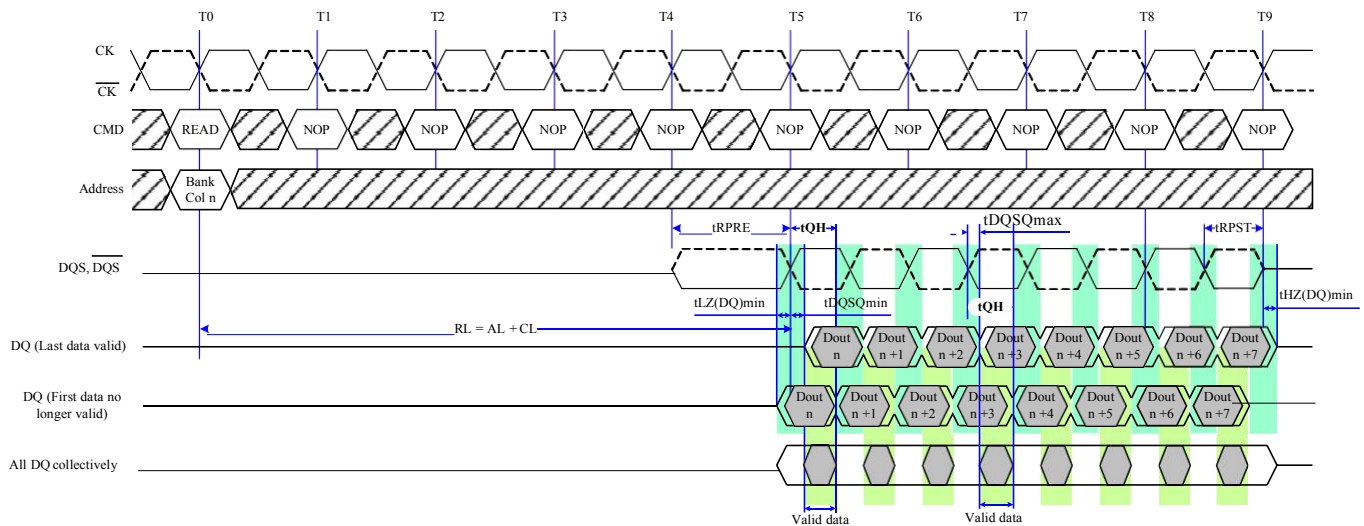 T0 T1 T2 T3 T4 T5 T6 T7 T8 T9
CK
CK
CMD READ NOP NOP NOP NOP NOP NOP NOP NOP NOP
Address Bank
Col n
tRPRE tQH tDQSQmax tRPST
DQS, DQS
tLZ(DQ)min tDQSQmin tQH tHZ(DQ)min
RL = AL + CL
DQ (Last data valid) Dout Dout Dout Dout Dout Dout Dout Dout
n n +1 n +2 n +3 n +4 n +5 n +6 n +7
DQ (First data no Dout Dout Dout Dout Dout Dout Dout Dout
longer valid) n n +1 n +2 n +3 n +4 n +5 n +6 n +7
All DQ collectively
Valid data Valid data